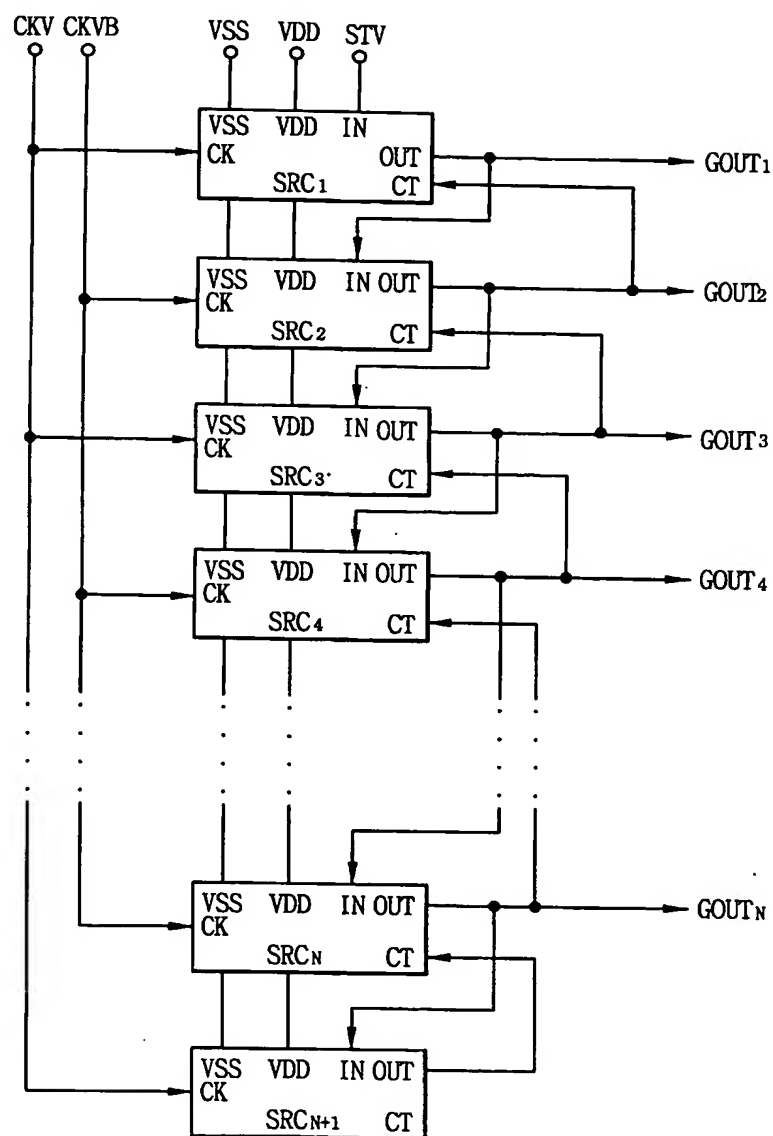 CKV CKVB VSS VDD STV
VSS VDD IN
CK OUT
SRC1 CT
GOUT1
VSS VDD IN OUT
CK
SRC2 CT
GOUT2
VSS VDD IN OUT
CK
SRC3 CT
GOUT3
VSS VDD IN OUT
CK
SRC4 CT
GOUT4
VSS VDD IN OUT
CK
SRCN CT
GOUTN
VSS VDD IN OUT
CK
SRCN+1 CT